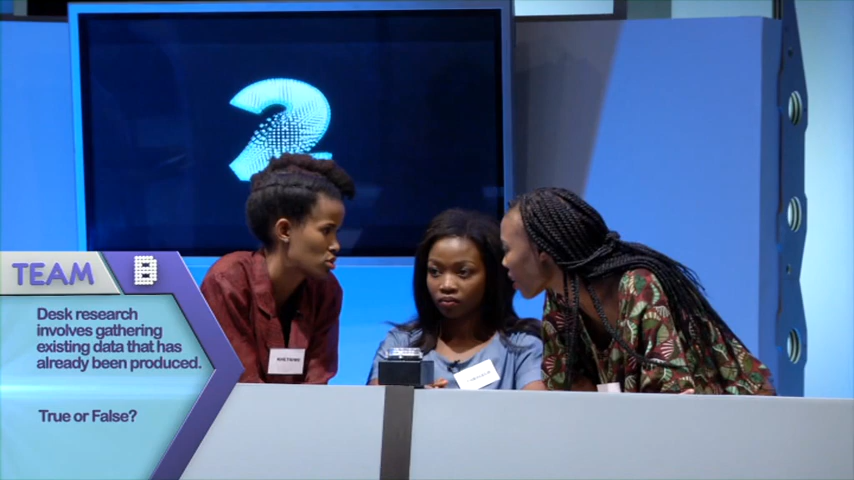 2
TEAM B
Desk research
involves gathering
existing data that has
already been produced.
True or False?